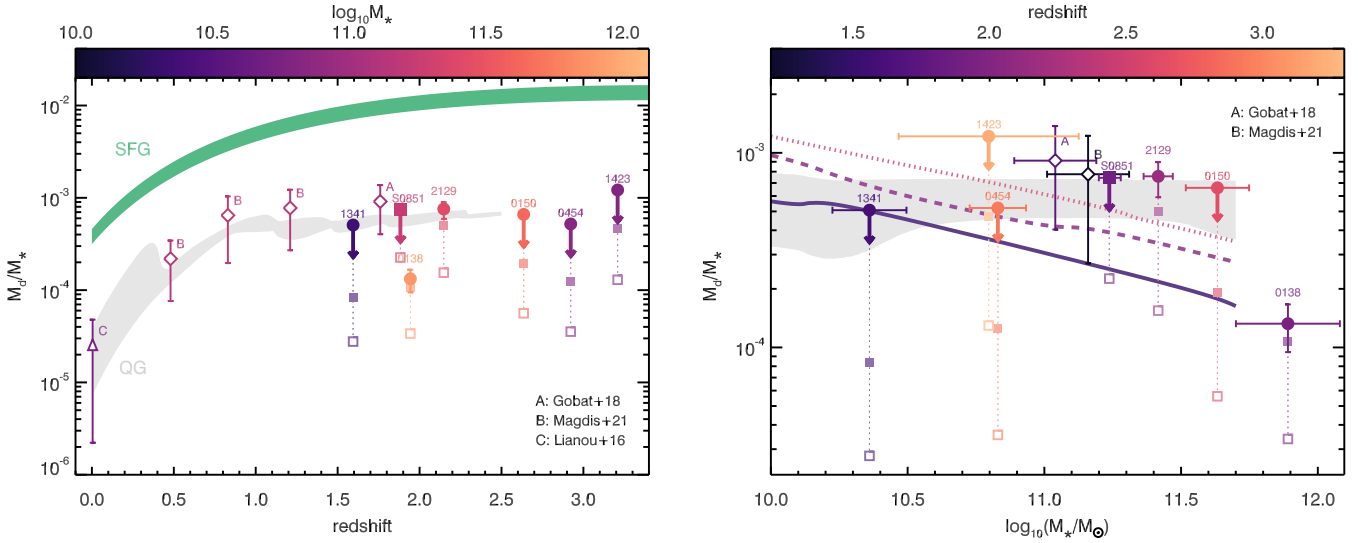 log10M★
10.0 10.5 11.0 11.5 12.0
10-2
10-3
10-4
10-5
10-6
Md/M★
SFG
QG
C
B
B
B
A
1341
S0851
138
2129
0150
0454
1423
A: Gobat+18
B: Magdis+21
C: Lianou+16
0.0 0.5 1.0 1.5 2.0 2.5 3.0
redshift
redshift
1.5 2.0 2.5 3.0
10-3
10-4
Md/M★
A: Gobat+18
B: Magdis+21
1423
A
B
S0851
2129
0150
1341
0454
0138
10.0 10.5 11.0 11.5 12.0
log10(M★/M⊙)